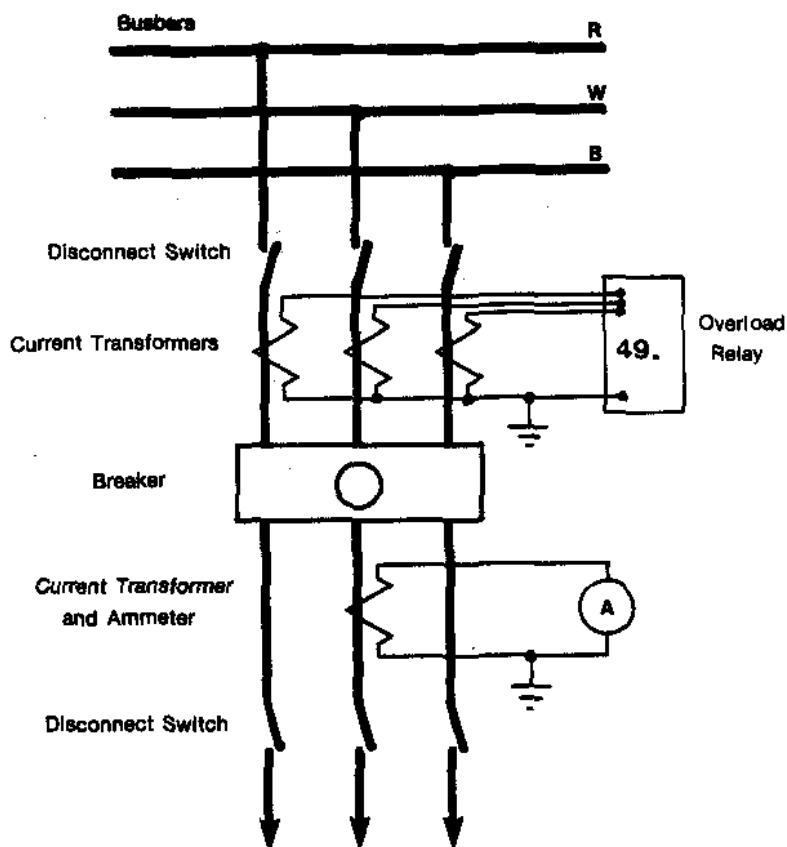 Busbars
R
W
B
Disconnect Switch
Current Transformers
49.
Overload
Relay
Breaker
Current Transformer
and Ammeter
A
Disconnect Switch